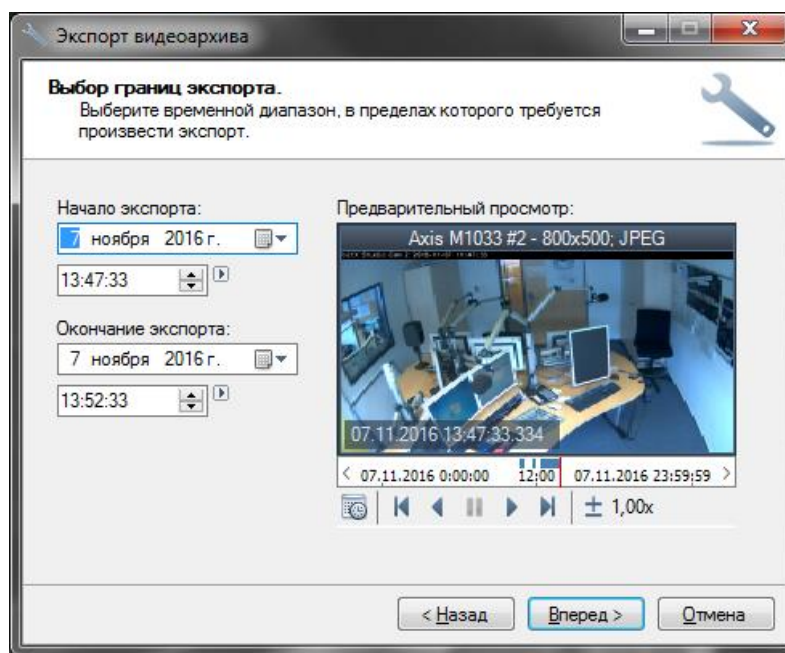 Экспорт видеоархива
Выбор границ экспорта.
Выберите временной диапазон, в пределах которого требуется
произвести экспорт.
Начало экспорта:
7 ноября 2016 г.
13:47:33
Окончание экспорта:
7 ноября 2016 г.
13:52:33
Предварительный просмотр:
Axis M1033 #2 - 800x500; JPEG
07.11.2016 13:47:33.334
07.11.2016 0:00:00 12:00 07.11.2016 23:59:59
± 1,00x
< Назад Вперед > Отмена